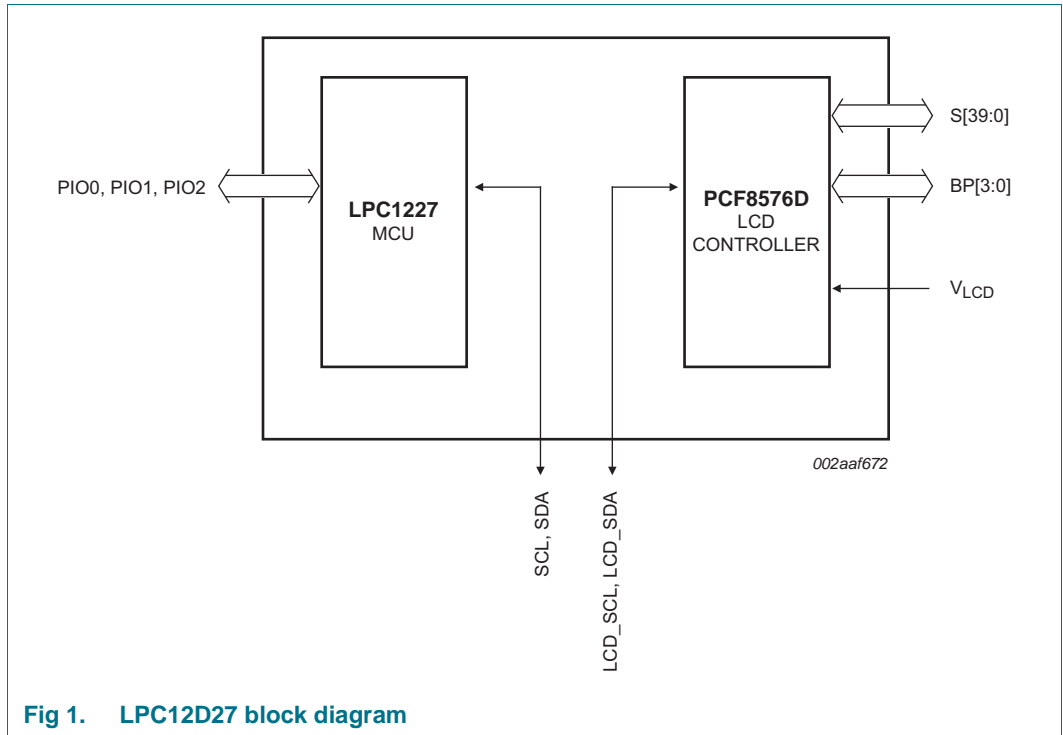 S[39:0]
PIO0, PIO1, PIO2
LPC1227
MCU
PCF8576D
LCD
CONTROLLER
BP[3:0]
VLCD
002aaf672
SCL, SDA
LCD_SCL, LCD_SDA
Fig 1. LPC12D27 block diagram